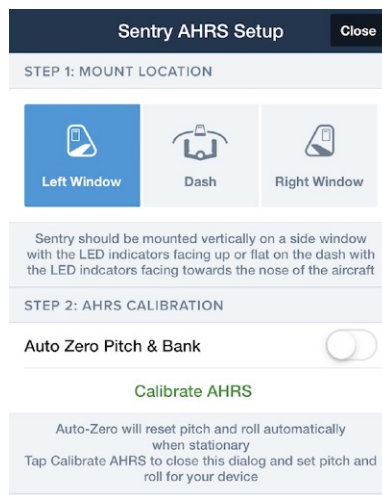 Sentry AHRS Setup
Close
STEP 1: MOUNT LOCATION
Left Window
Dash
Right Window
Sentry should be mounted vertically on a side window
with the LED indicators facing up or flat on the dash with
the LED indcators facing towards the nose of the aircraft
STEP 2: AHRS CALIBRATION
Auto Zero Pitch & Bank
Calibrate AHRS
Auto-Zero will reset pitch and roll automatically
when stationary
Tap Calibrate AHRS to close this dialog and set pitch and
roll for your device